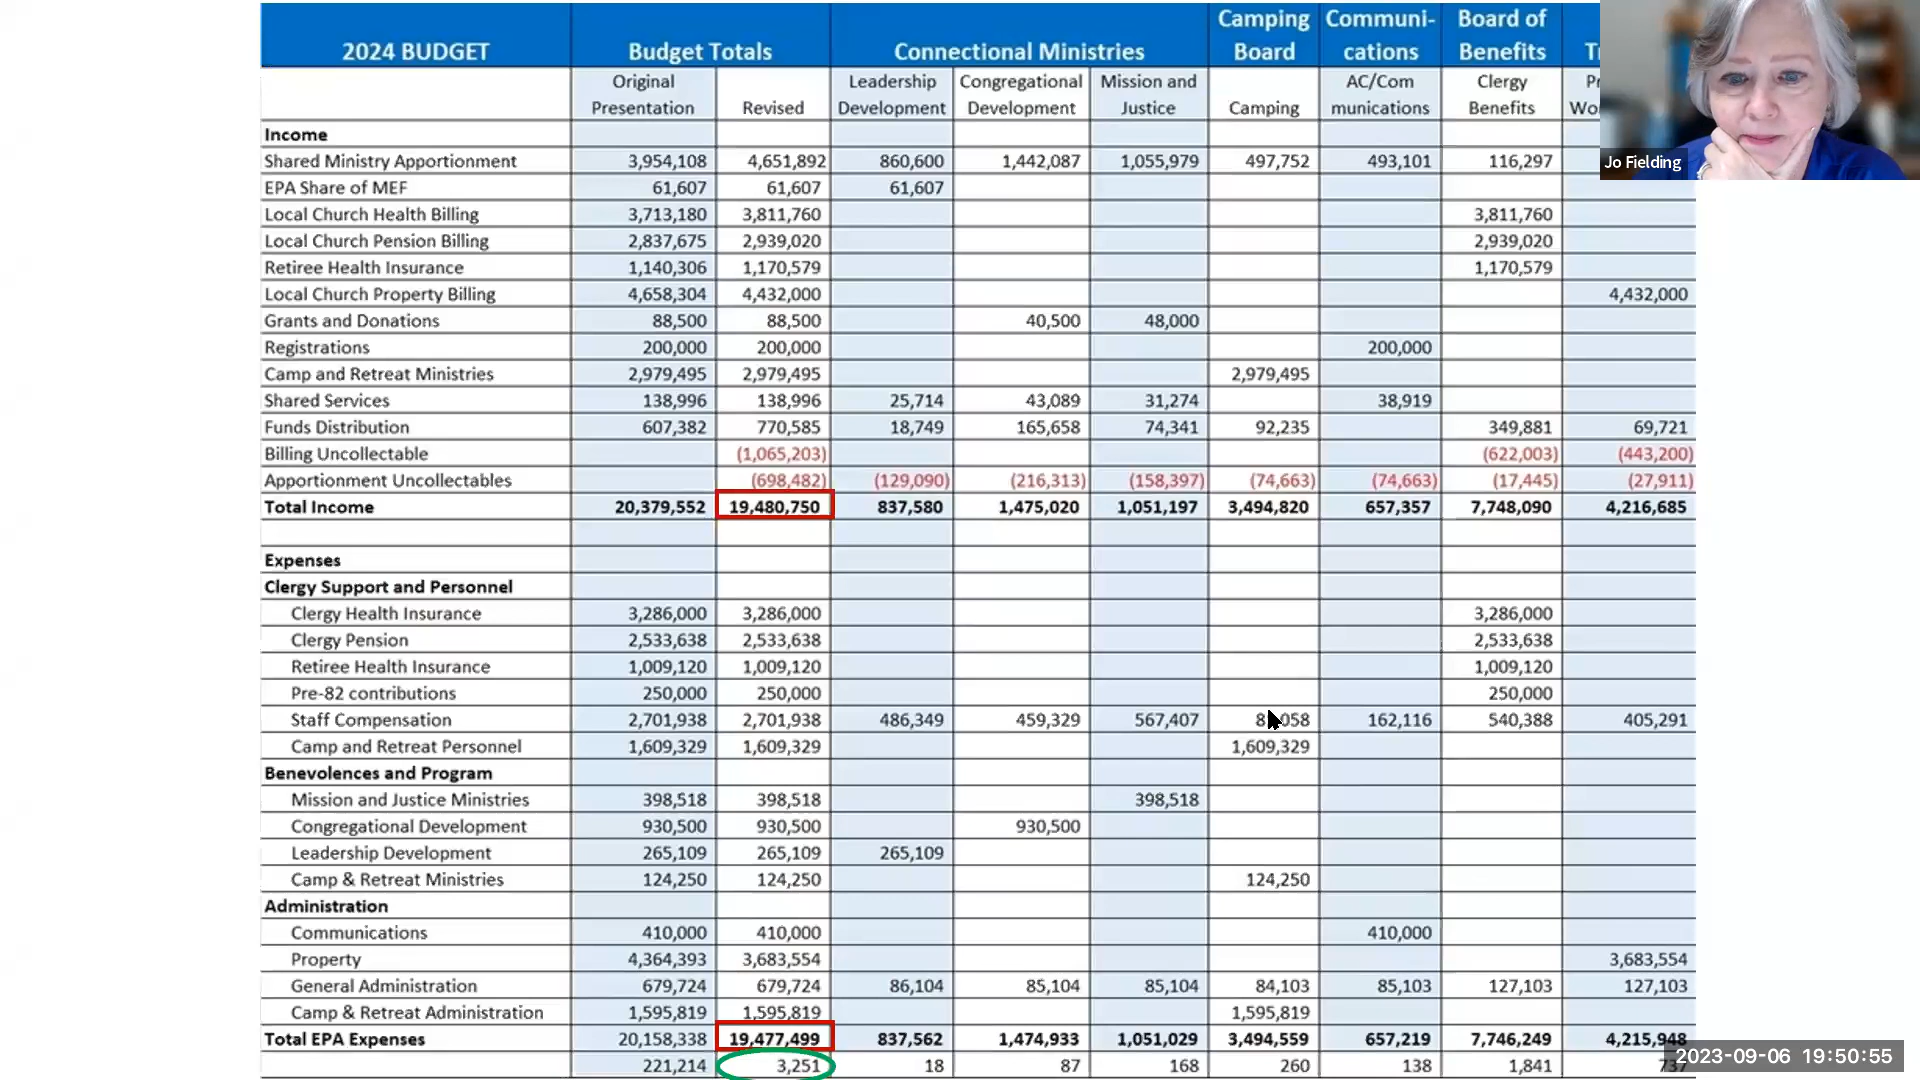 2024 BUDGET Budget Totals Connectional Ministries Camping Board Communi-cations Board of Benefits
Original Presentation Revised Leadership Development Congregational Development Mission and Justice Camping AC/Com munications Clergy Benefits
Income
Shared Ministry Apportionment 3,954,108 4,651,892 860,600 1,442,087 1,055,979 497,752 493,101 116,297
EPA Share of MEF 61,607 61,607 61,607
Local Church Health Billing 3,713,180 3,811,760 3,811,760
Local Church Pension Billing 2,837,675 2,939,020 2,939,020
Retiree Health Insurance 1,140,306 1,170,579 1,170,579
Local Church Property Billing 4,658,304 4,432,000 4,432,000
Grants and Donations 88,500 88,500 40,500 48,000
Registrations 200,000 200,000 200,000
Camp and Retreat Ministries 2,979,495 2,979,495 2,979,495
Shared Services 138,996 138,996 25,714 43,089 31,274 38,919
Funds Distribution 607,382 770,585 18,749 165,658 74,341 92,235 349,881 69,721
Billing Uncollectable (1,065,203) (622,003) (443,200)
Apportionment Uncollectables (698,482) (129,090) (216,313) (158,397) (74,663) (74,663) (17,445) (27,911)
Total Income 20,379,552 19,480,750 837,580 1,475,020 1,051,197 3,494,820 657,357 7,748,090 4,216,685
Expenses
Clergy Support and Personnel
Clergy Health Insurance 3,286,000 3,286,000 3,286,000
Clergy Pension 2,533,638 2,533,638 2,533,638
Retiree Health Insurance 1,009,120 1,009,120 1,009,120
Pre-82 contributions 250,000 250,000 250,000
Staff Compensation 2,701,938 2,701,938 486,349 459,329 567,407 162,116 540,388 405,291
Camp and Retreat Personnel 1,609,329 1,609,329 1,609,329
Benevolences and Program
Mission and Justice Ministries 398,518 398,518 398,518
Congregational Development 930,500 930,500 930,500
Leadership Development 265,109 265,109 265,109
Camp & Retreat Ministries 124,250 124,250 124,250
Administration
Communications 410,000 410,000 410,000
Property 4,364,393 3,683,554 3,683,554
General Administration 679,724 679,724 86,104 85,104 85,104 84,103 85,103 127,103 127,103
Camp & Retreat Administration 1,595,819 1,595,819 1,595,819
Total EPA Expenses 20,158,338 19,477,499 837,562 1,474,933 1,051,029 3,494,559 657,219 7,746,249 4,215,948
221,214 3,251 18 87 168 260 138 1,841 737
Jo Fielding
2023-09-06 19:50:55